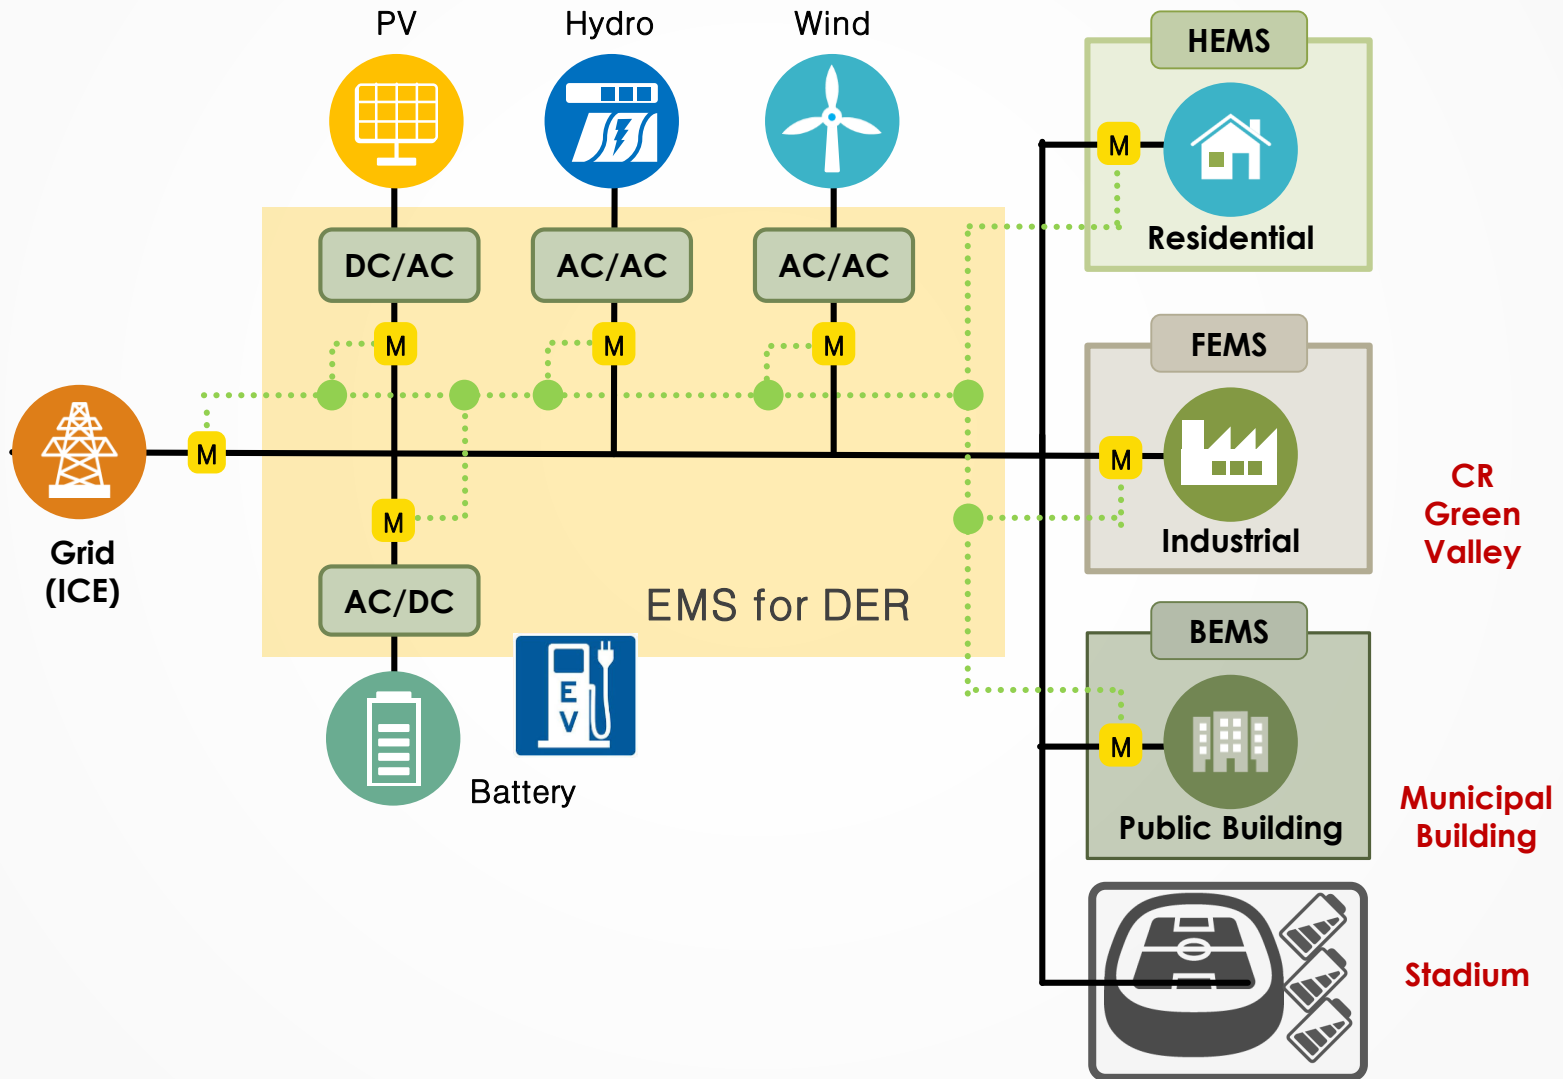 PV
Hydro
Wind
HEMS
M
Residential
DC/AC
AC/AC
AC/AC
M
M
M
FEMS
M
M
Industrial
CR
Green
Valley
M
Grid
(ICE)
AC/DC
EMS for DER
BEMS
E
V
M
Battery
Public Building
Municipal
Building
Stadium